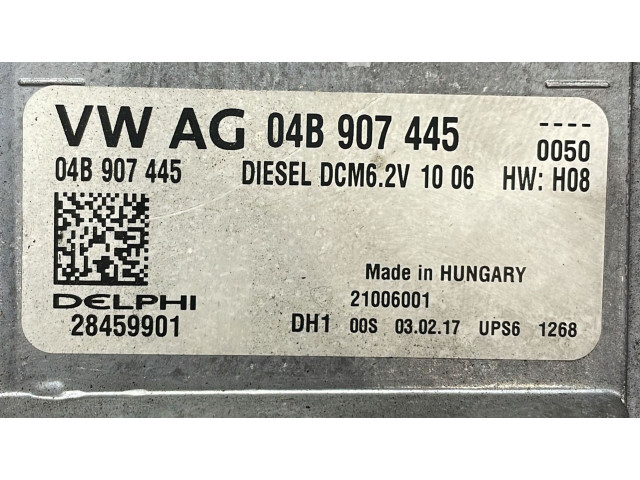 VW AG 04B 907 445 ----
0050
04B 907 445 DIESEL DCM6.2V 10 06 HW: H08
Made in HUNGARY
DELPHI 21006001
28459901 DH1 00S 03.02.17 UPS6 1268